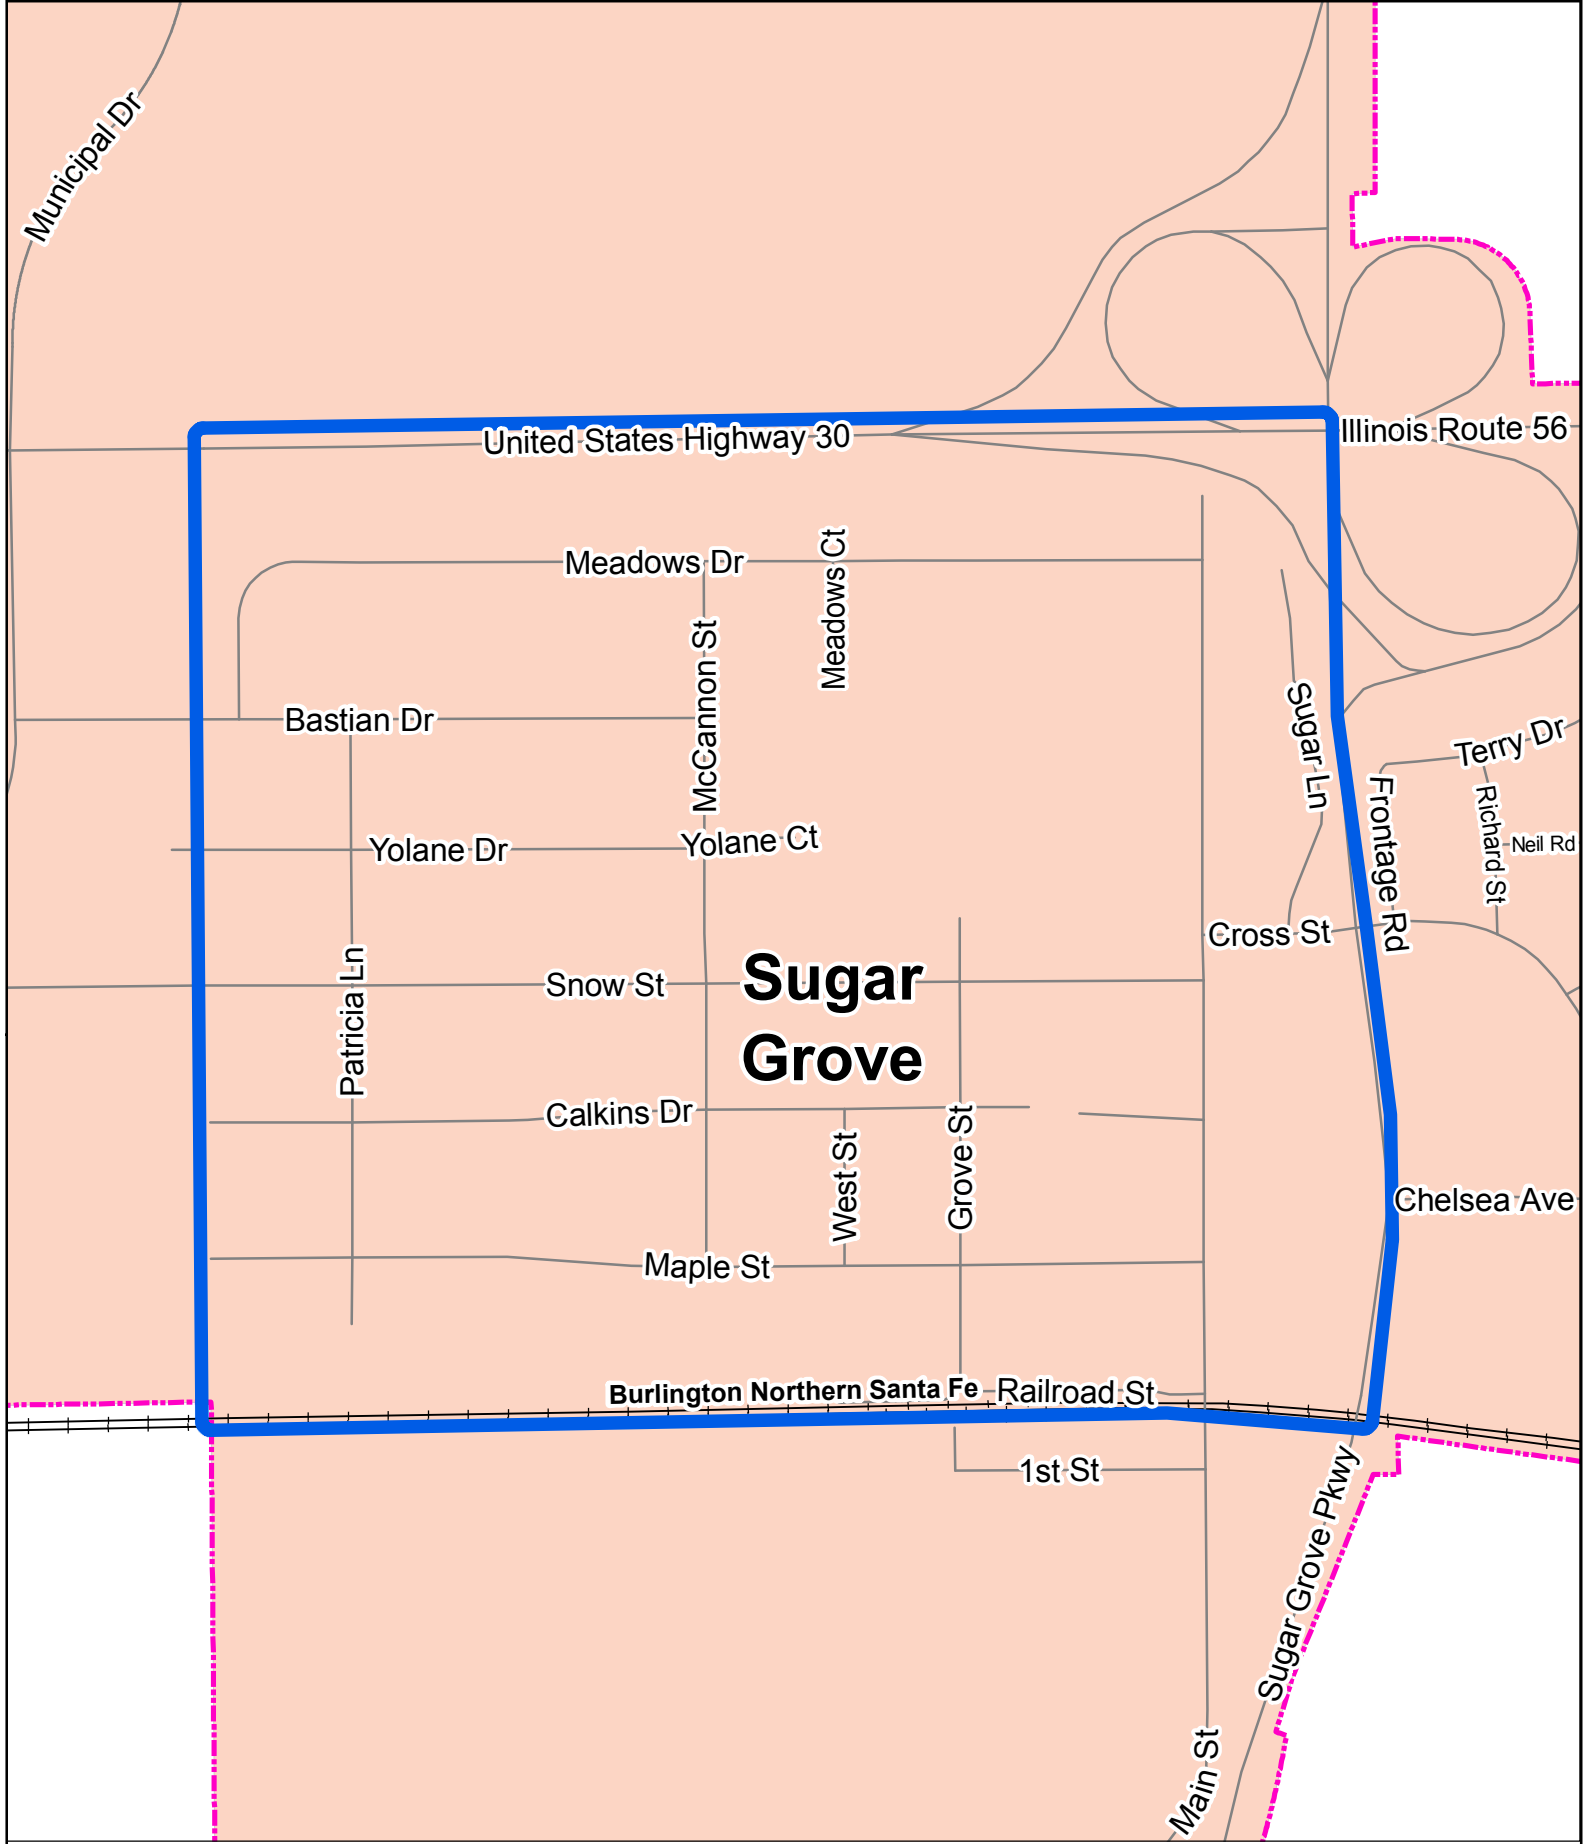 Municipal Dr
United States Highway 30
Illinois Route 56
Meadows Dr
Meadows Ct
McCannon St
Bastian Dr
Sugar Ln
Terry Dr
Frontage Rd
Richard St
Neil Rd
Yolane Dr
Yolane Ct
Cross St
Patricia Ln
Snow St
Sugar
Grove
Calkins Dr
West St
Grove St
Chelsea Ave
Maple St
Burlington Northern Santa Fe
Railroad St
1st St
Sugar Grove Pkwy
Main St